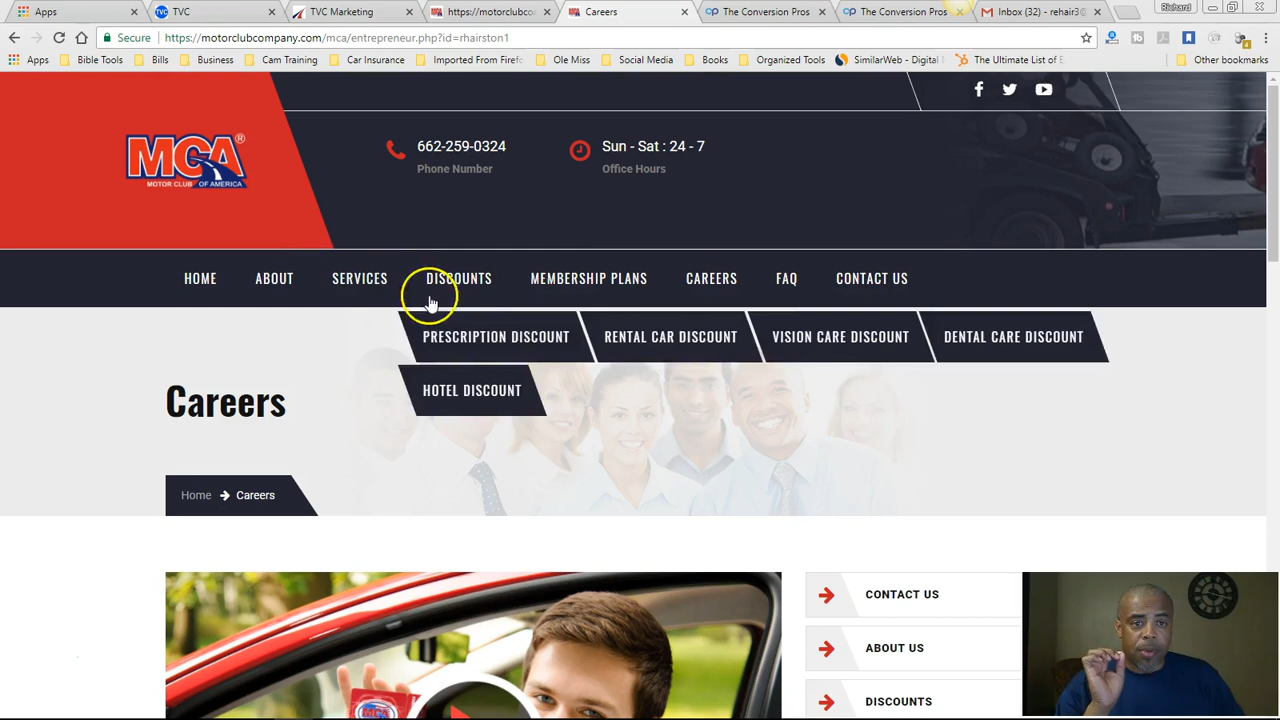 Apps
TVC
TVC Marketing
https://motorclubco
Careers
The Conversion Pros
The Conversion Pros
Inbox (32) - rehair3@
Richard
Secure
https://motorclubcompany.com/mca/entrepreneur.php?id=rhairston1
Apps
Bible Tools
Bills
Business
Cam Training
Car Insurance
Imported From Firef
Ole Miss
Social Media
Books
Organized Tools
SimilarWeb - Digital
The Ultimate List of E
Other bookmarks
MCA®
MOTOR CLUB OF AMERICA
662-259-0324
Phone Number
Sun - Sat : 24 - 7
Office Hours
HOME
ABOUT
SERVICES
DISCOUNTS
MEMBERSHIP PLANS
CAREERS
FAQ
CONTACT US
PRESCRIPTION DISCOUNT
RENTAL CAR DISCOUNT
VISION CARE DISCOUNT
DENTAL CARE DISCOUNT
HOTEL DISCOUNT
Careers
Home
Careers
CONTACT US
ABOUT US
DISCOUNTS
MCA